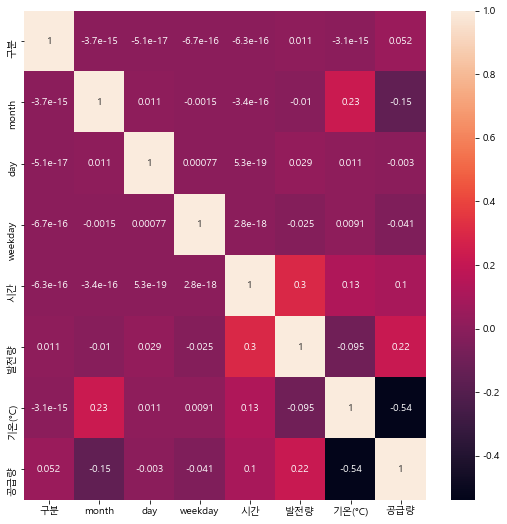 구분 1 -3.7e-15 -5.1e-17 -6.7e-16 -6.3e-16 0.011 -3.1e-15 0.052
month -3.7e-15 1 0.011 -0.0015 -3.4e-16 -0.01 0.23 -0.15
day -5.1e-17 0.011 1 0.00077 5.3e-19 0.029 0.011 -0.003
weekday -6.7e-16 -0.0015 0.00077 1 2.8e-18 -0.025 0.0091 -0.041
시간 -6.3e-16 -3.4e-16 5.3e-19 2.8e-18 1 0.3 0.13 0.1
발전량 0.011 -0.01 0.029 -0.025 0.3 1 -0.095 0.22
기온(°C) -3.1e-15 0.23 0.011 0.0091 0.13 -0.095 1 -0.54
공급량 0.052 -0.15 -0.003 -0.041 0.1 0.22 -0.54 1
구분 month day weekday 시간 발전량 기온(°C) 공급량
1.0
0.8
0.6
0.4
0.2
0.0
-0.2
-0.4